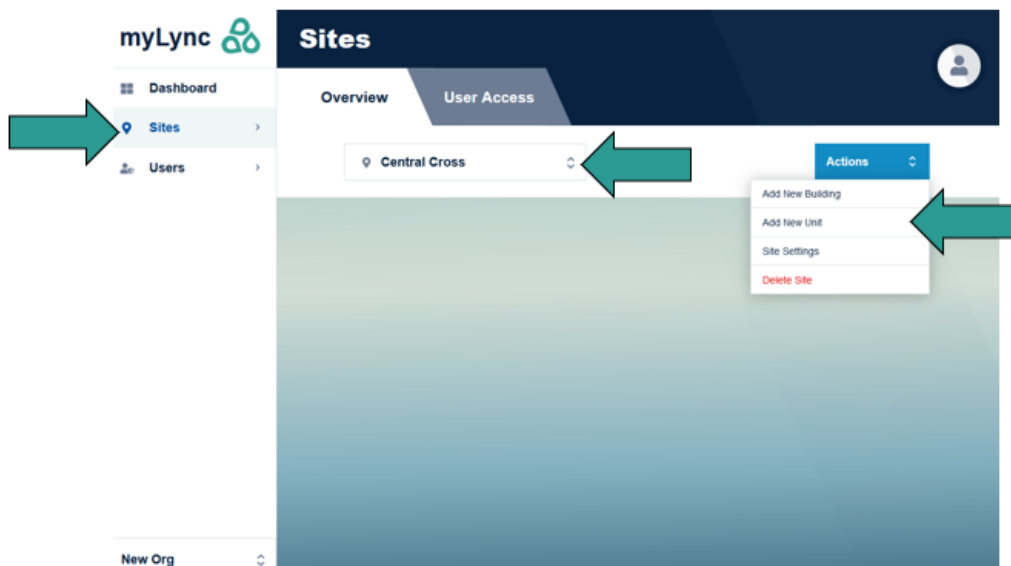 myLync
Dashboard
Sites
Users
New Org
Sites
Overview
User Access
Central Cross
Actions
Add New Building
Add New Unit
Site Settings
Delete Site